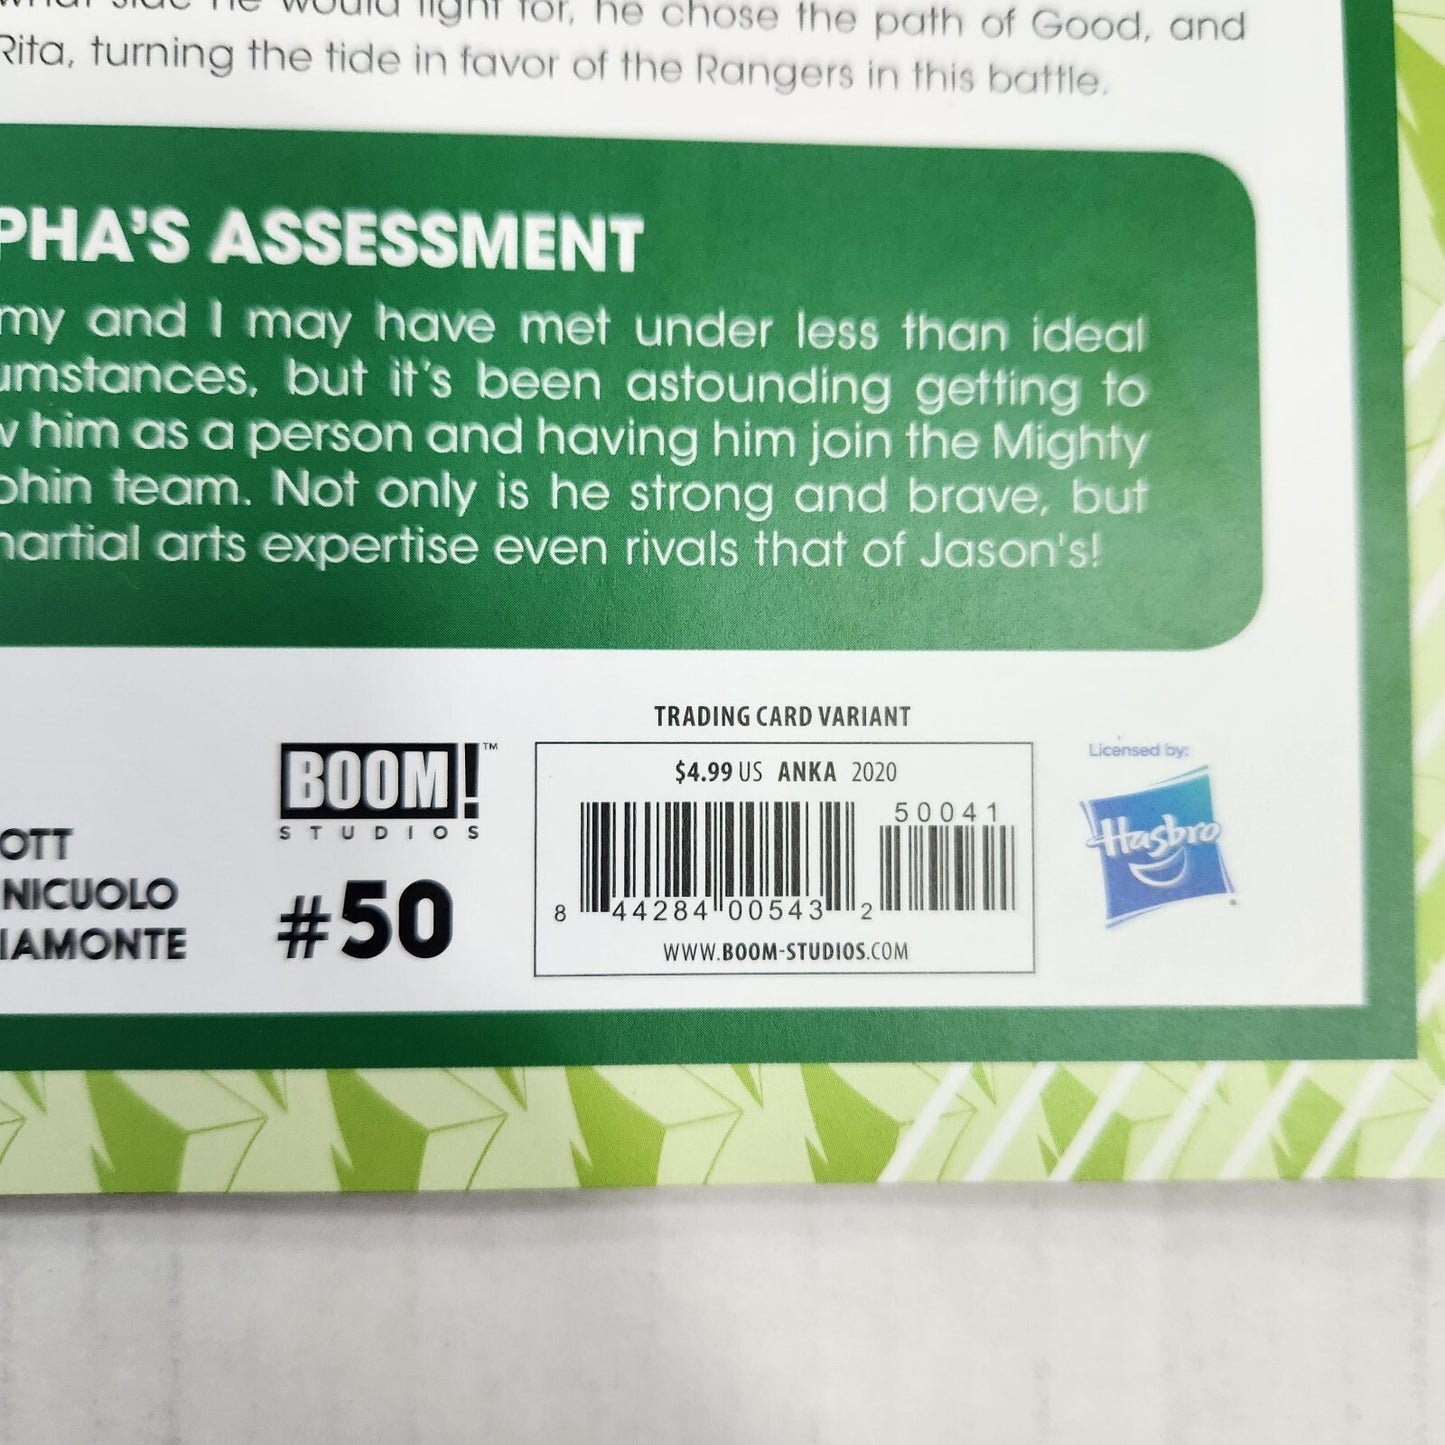 what side he would fight for, he chose the path of Good, and
Rita, turning the tide in favor of the Rangers in this battle.
PHA'S ASSESSMENT
my and I may have met under less than ideal
umstances, but it's been astounding getting to
w him as a person and having him join the Mighty
phin team. Not only is he strong and brave, but
martial arts expertise even rivals that of Jason's!
TRADING CARD VARIANT
BOOM!™
STUDIOS
#50
OTT
NICUOLO
IAMONTE
$4.99 US ANKA 2020
50041
8 44284 00543 2
WWW.BOOM-STUDIOS.COM
Licensed by:
Hasbro